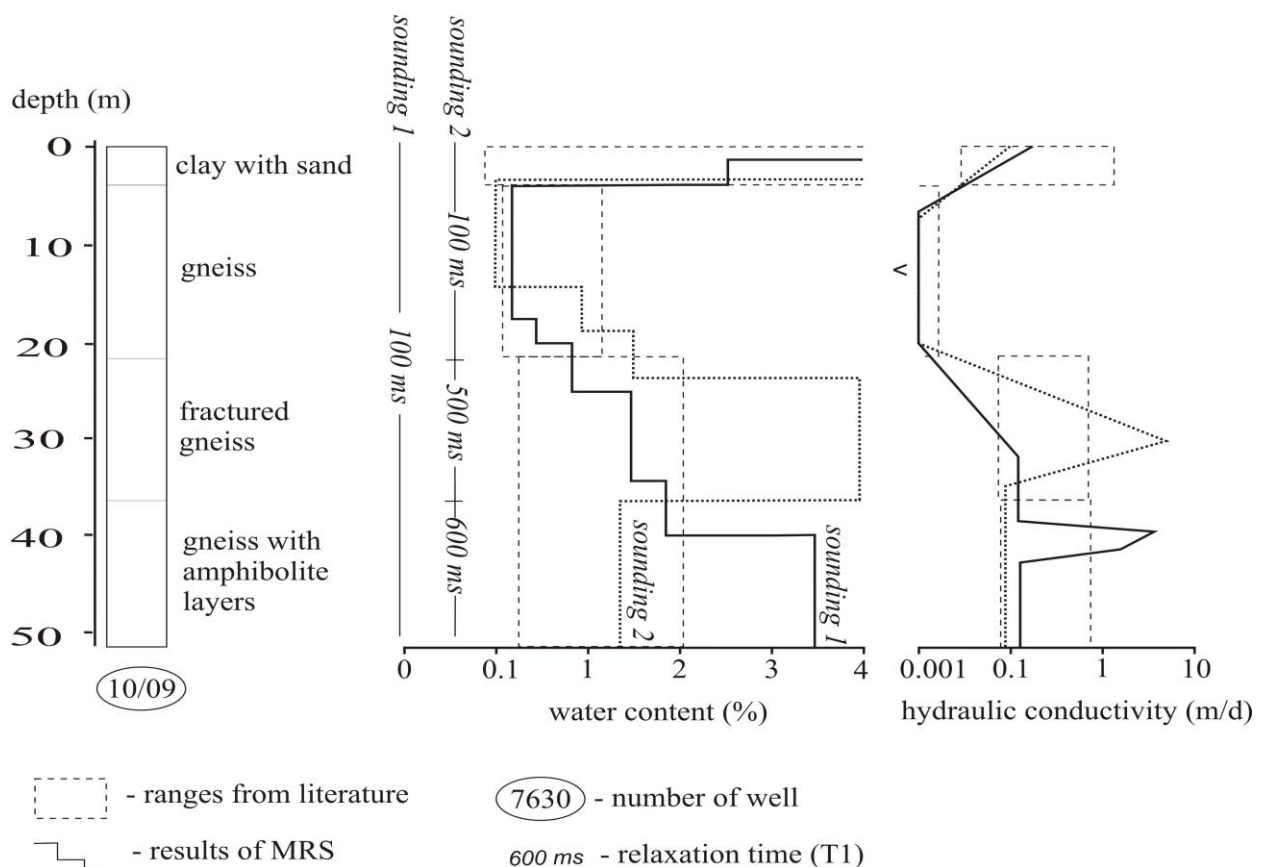 depth (m)
0
10
20
30
40
50
clay with sand
gneiss
fractured
gneiss
gneiss with
amphibolite
layers
10/09
sounding 1
100 ms
sounding 2
100 ms
500 ms
600 ms
sounding 2
sounding 1
0 0.1 1 2 3 4
water content (%)
v
0.001 0.1 1 10
hydraulic conductivity (m/d)
- ranges from literature
7630 - number of well
- results of MRS
600 ms - relaxation time (T1)